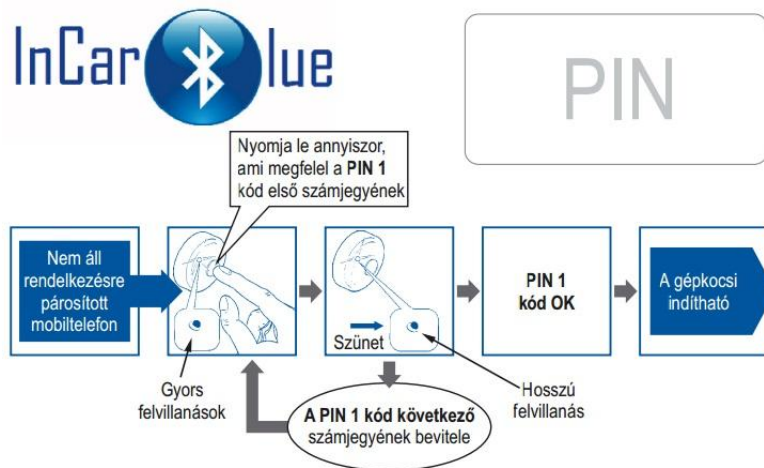 InCar lue
PIN
Nyomja le annyiszor,
ami megfelel a PIN 1
kód első számjegyének
Nem áll
rendelkezésre
párosított
mobiltelefon
Szünet
PIN 1
kód OK
A gépkocsi
indítható
Gyors
felvillanások
A PIN 1 kód következő
számjegyének bevitele
Hosszú
felvillanás